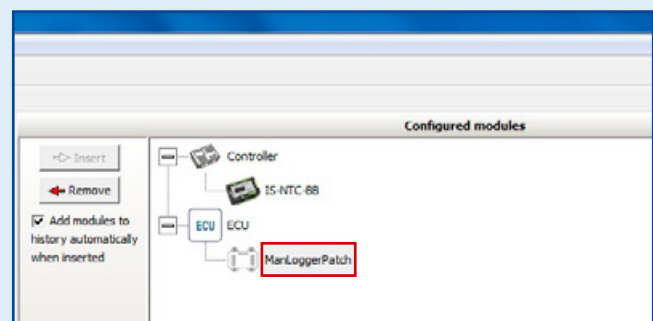 Configured modules
Insert
Remove
Add modules to
history automatically
when inserted
Controller
IS-NTC-BB
ECU ECU
ManLoggerPatch